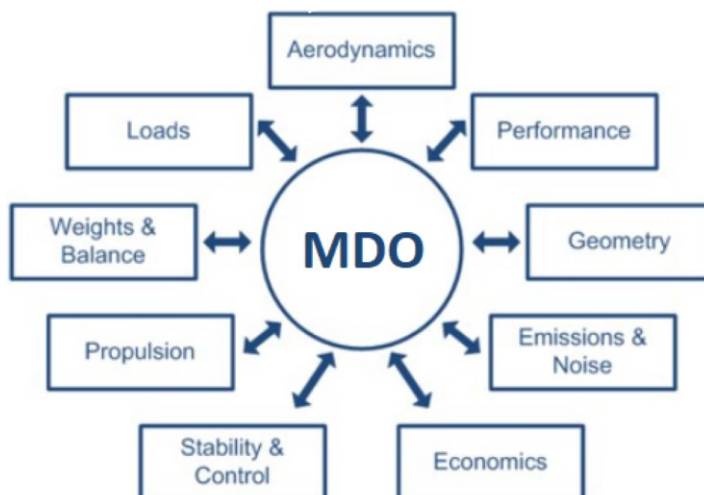 Aerodynamics
Loads
Performance
Weights &
Balance
MDO
Geometry
Propulsion
Emissions &
Noise
Stability &
Control
Economics